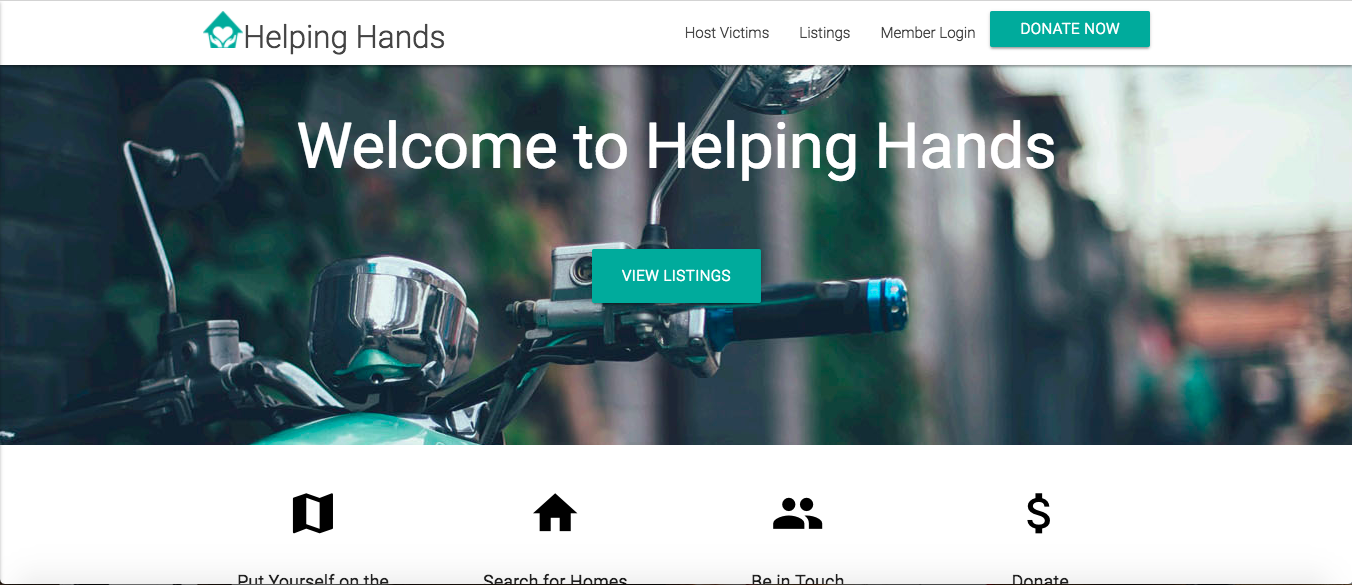 Helping Hands
Host Victims
Listings
Member Login
DONATE NOW
Welcome to Helping Hands
VIEW LISTINGS
Put Yourself on the
Search for Homes
Be in Touch
Donate